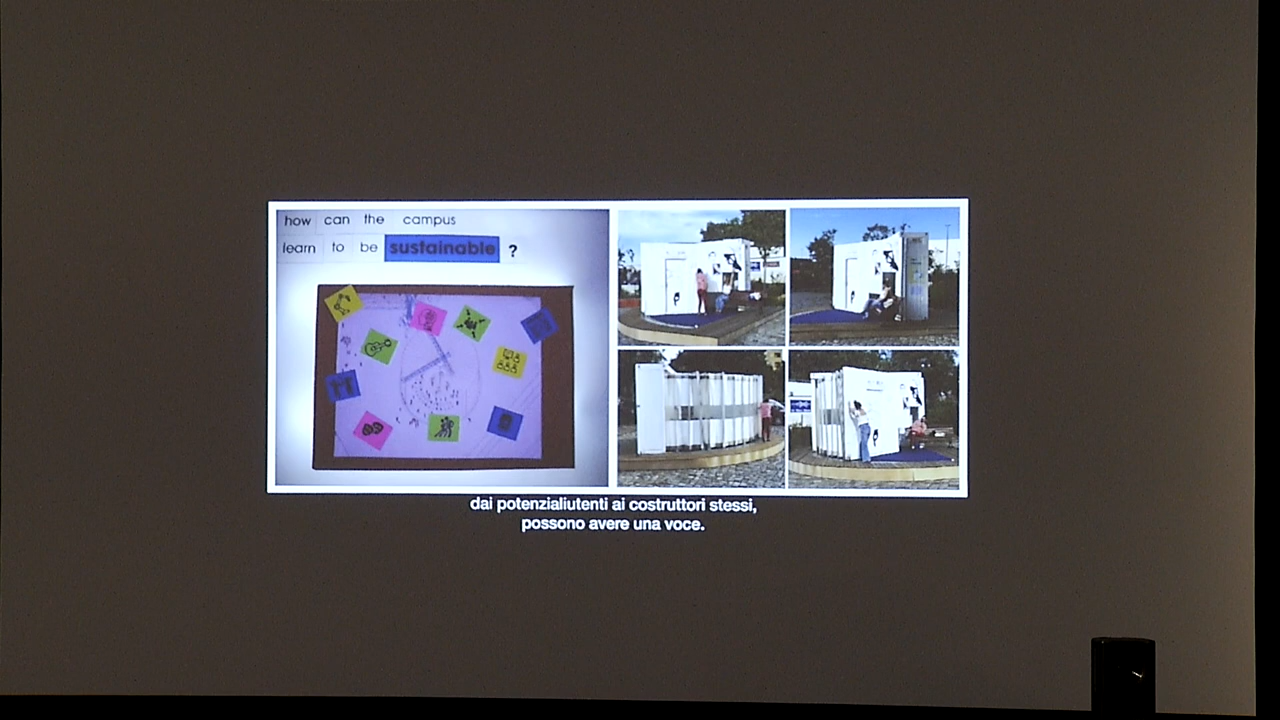 how can the campus
learn to be sustainable ?
dai potenzialiutenti ai costruttori stessi,
possono avere una voce.